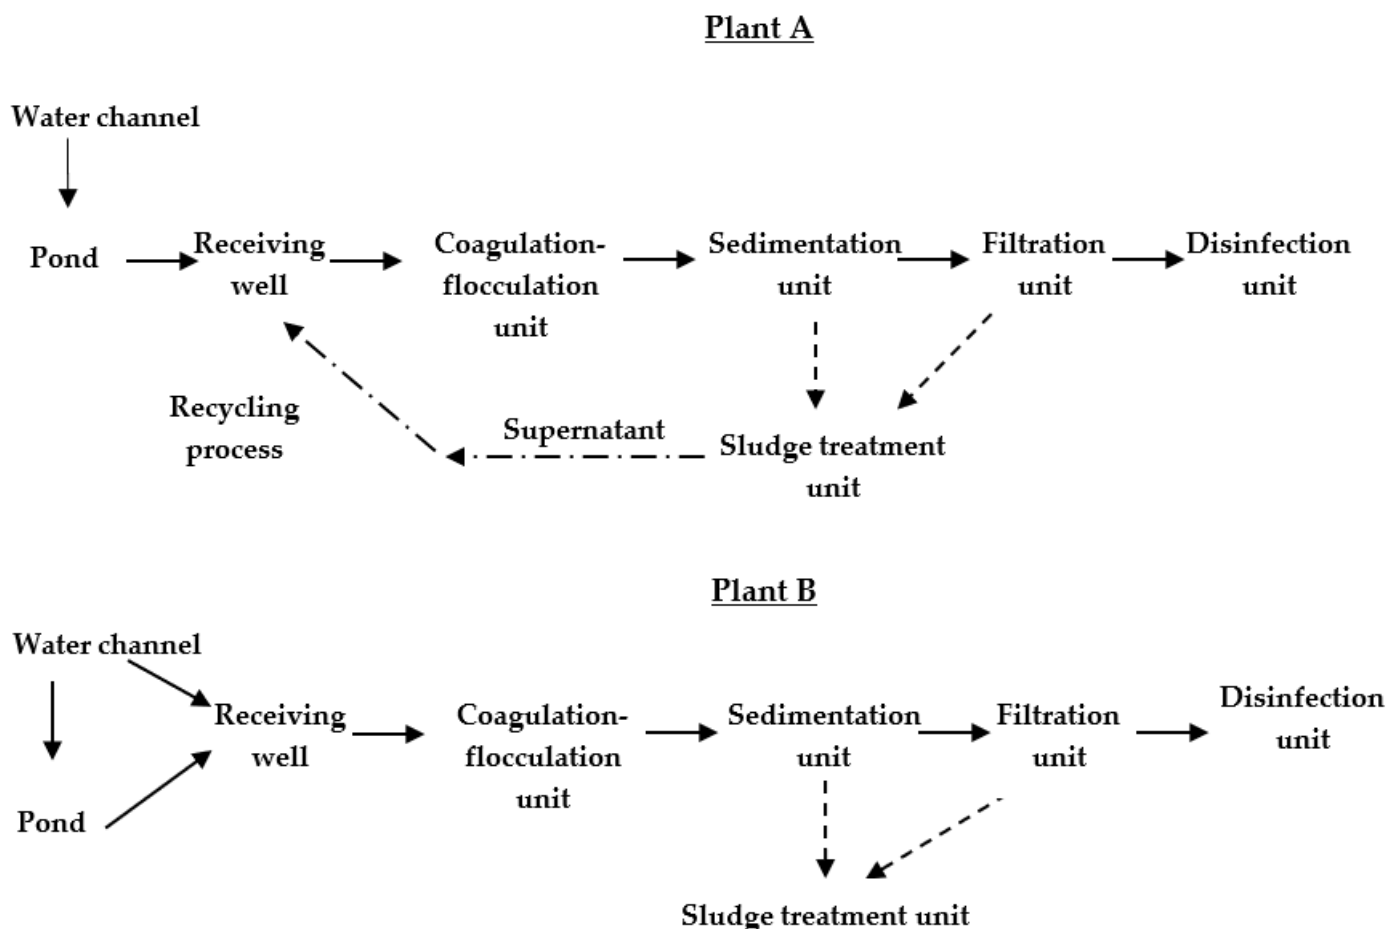 Plant A
Water channel
Pond
Receiving
well
Coagulation-
flocculation
unit
Sedimentation
unit
Filtration
unit
Disinfection
unit
Recycling
process
Supernatant
Sludge treatment
unit
Plant B
Water channel
Pond
Receiving
well
Coagulation-
flocculation
unit
Sedimentation
unit
Filtration
unit
Disinfection
unit
Sludge treatment unit